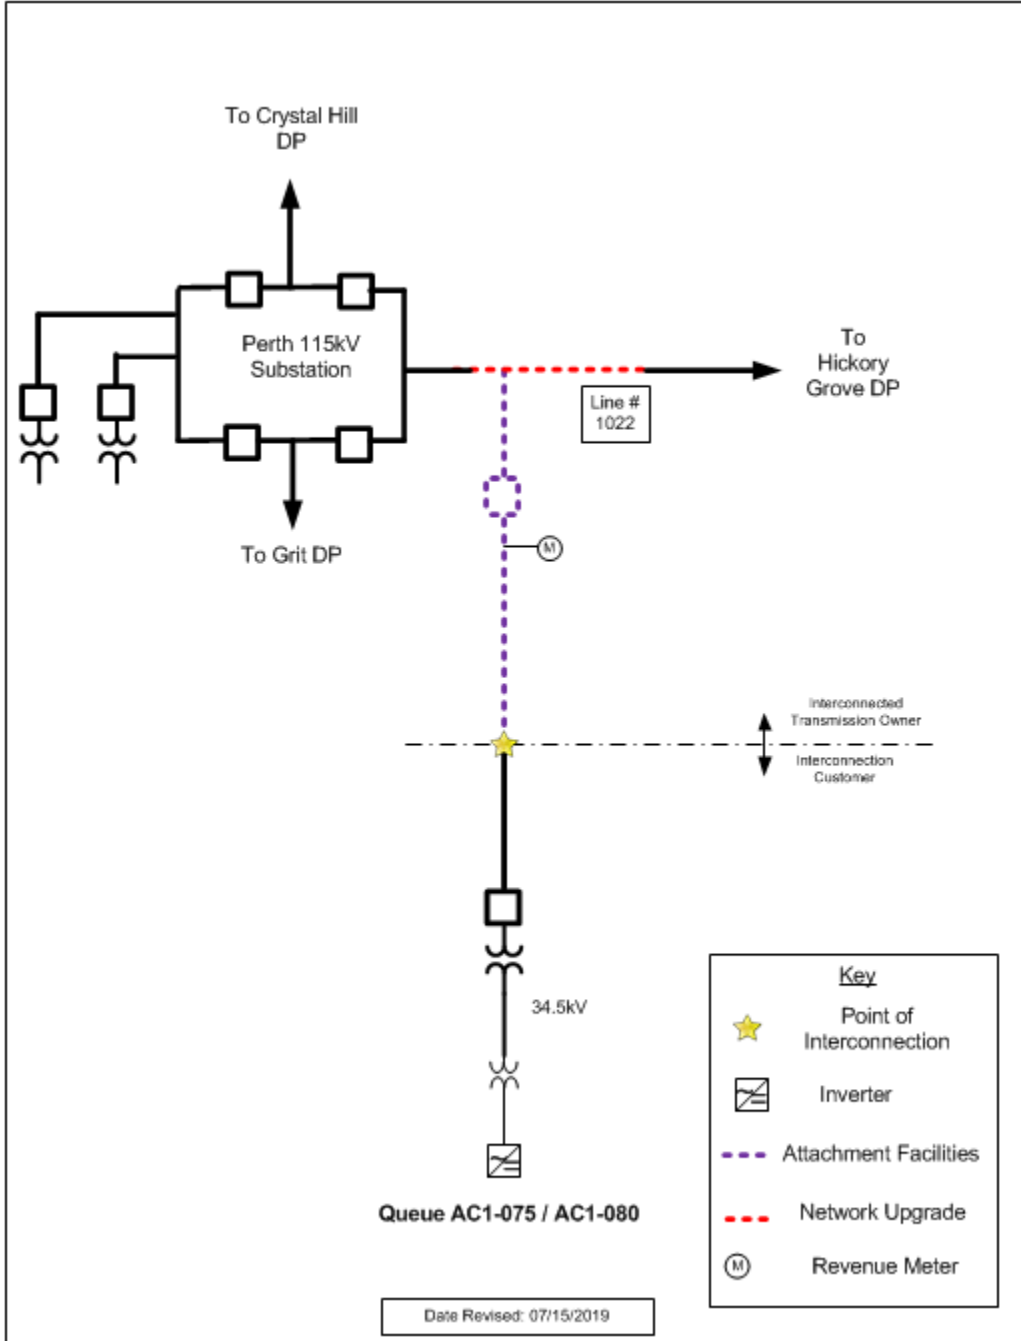 To Crystal Hill
DP
Perth 115kV
Substation
To
Hickory
Grove DP
Line #
1022
To Grit DP
M
Interconnected
Transmission Owner
Interconnection
Customer
34.5kV
Queue AC1-075 / AC1-080
Key
Point of
Interconnection
Inverter
Attachment Facilities
Network Upgrade
M
Revenue Meter
Date Revised: 07/15/2019